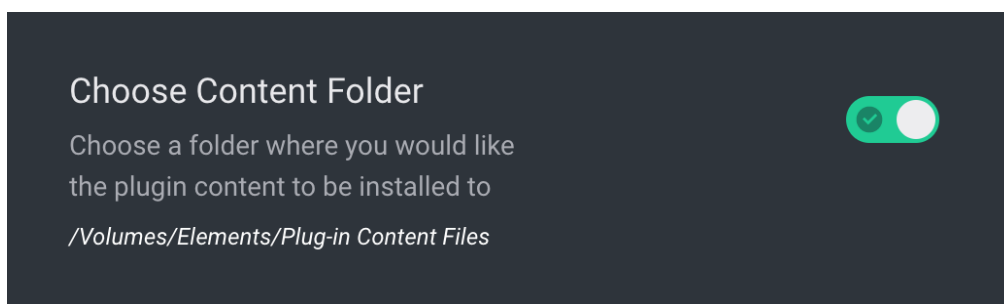 Choose Content Folder
Choose a folder where you would like
the plugin content to be installed to
/Volumes/Elements/Plug-in Content Files